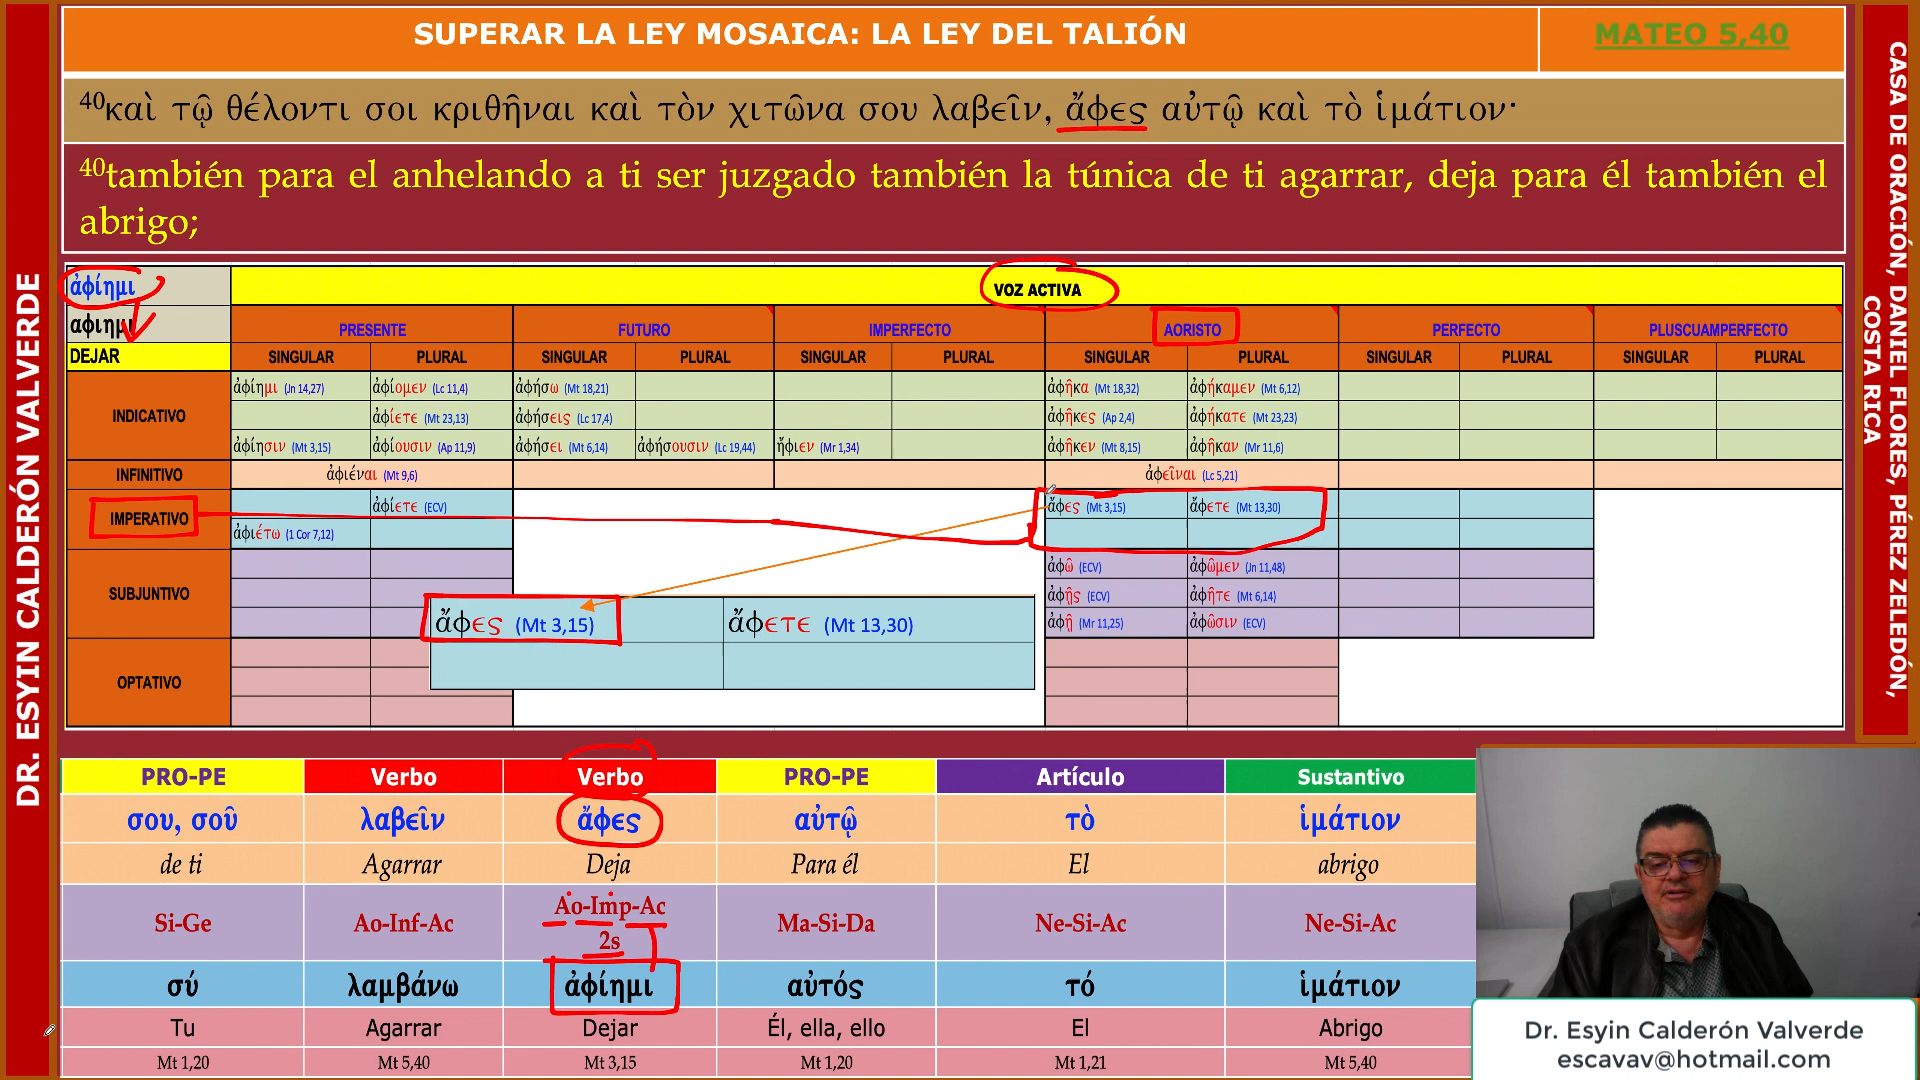 SUPERAR LA LEY MOSAICA: LA LEY DEL TALIÓN
MATEO 5,40
40καὶ τῷ θέλοντι σοι κριθῆναι καὶ τὸν χιτῶνα σου λαβεῖν, ἄφες αὐτῷ καὶ τὸ ἱμάτιον·
40también para el anhelando a ti ser juzgado también la túnica de ti agarrar, deja para él también el
abrigo;
DR. ESYIN CALDERÓN VALVERDE
CASA DE ORACIÓN, DANIEL FLORES, PÉREZ ZELEDÓN,
COSTA RICA
ἀφίημι VOZ ACTIVA
αφιημι PRESENTE FUTURO IMPERFECTO AORISTO PERFECTO PLUSCUAMPERFECTO
DEJAR SINGULAR PLURAL SINGULAR PLURAL SINGULAR PLURAL SINGULAR PLURAL SINGULAR PLURAL SINGULAR PLURAL
ἀφίημι (Jn 14,27) ἀφίομεν (Lc 11,4) ἀφήσω (Mt 18,21) ἀφῆκα (Mt 18,32) ἀφήκαμεν (Mt 6,12)
INDICATIVO ἀφίετε (Mt 23,13) ἀφήσεις (Lc 17,4) ἀφῆκες (Ap 2,4) ἀφήκατε (Mt 23,23)
ἀφίησιν (Mt 3,15) ἀφίουσιν (Ap 11,9) ἀφήσει (Mt 6,14) ἀφήσουσιν (Lc 19,44) ἤφιεν (Mr 1,34) ἀφῆκεν (Mt 8,15) ἀφῆκαν (Mr 11,6)
INFINITIVO ἀφιέναι (Mt 9,6) ἀφεῖναι (Lc 5,21)
IMPERATIVO ἀφίετε (ECV) ἄφες (Mt 3,15) ἄφετε (Mt 13,30)
ἀφιέτω (1 Cor 7,12)
ἀφῶ (ECV) ἀφῶμεν (Jn 11,48)
SUBJUNTIVO ἀφῇς (ECV) ἀφῆτε (Mt 6,14)
ἀφῇ (Mr 11,25) ἀφῶσιν (ECV)
ἄφες (Mt 3,15) ἄφετε (Mt 13,30)
OPTATIVO
PRO-PE Verbo Verbo PRO-PE Artículo Sustantivo
σου, σοῦ λαβεῖν ἄφες αὐτῷ τὸ ἱμάτιον
de ti Agarrar Deja Para él El abrigo
Si-Ge Ao-Inf-Ac Ao-Imp-Ac Ma-Si-Da Ne-Si-Ac Ne-Si-Ac
2s
σύ λαμβάνω ἀφίημι αὐτός τό ἱμάτιον
Tu Agarrar Dejar Él, ella, ello El Abrigo
Mt 1,20 Mt 5,40 Mt 3,15 Mt 1,20 Mt 1,21 Mt 5,40
Dr. Esyin Calderón Valverde
escavav@hotmail.com